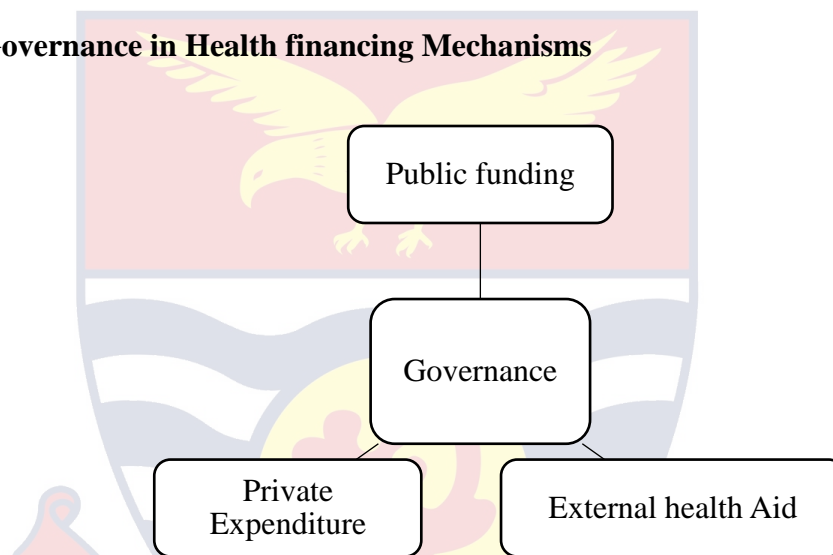 overnance in Health financing Mechanisms
Public funding
Governance
Private
Expenditure
External health Aid